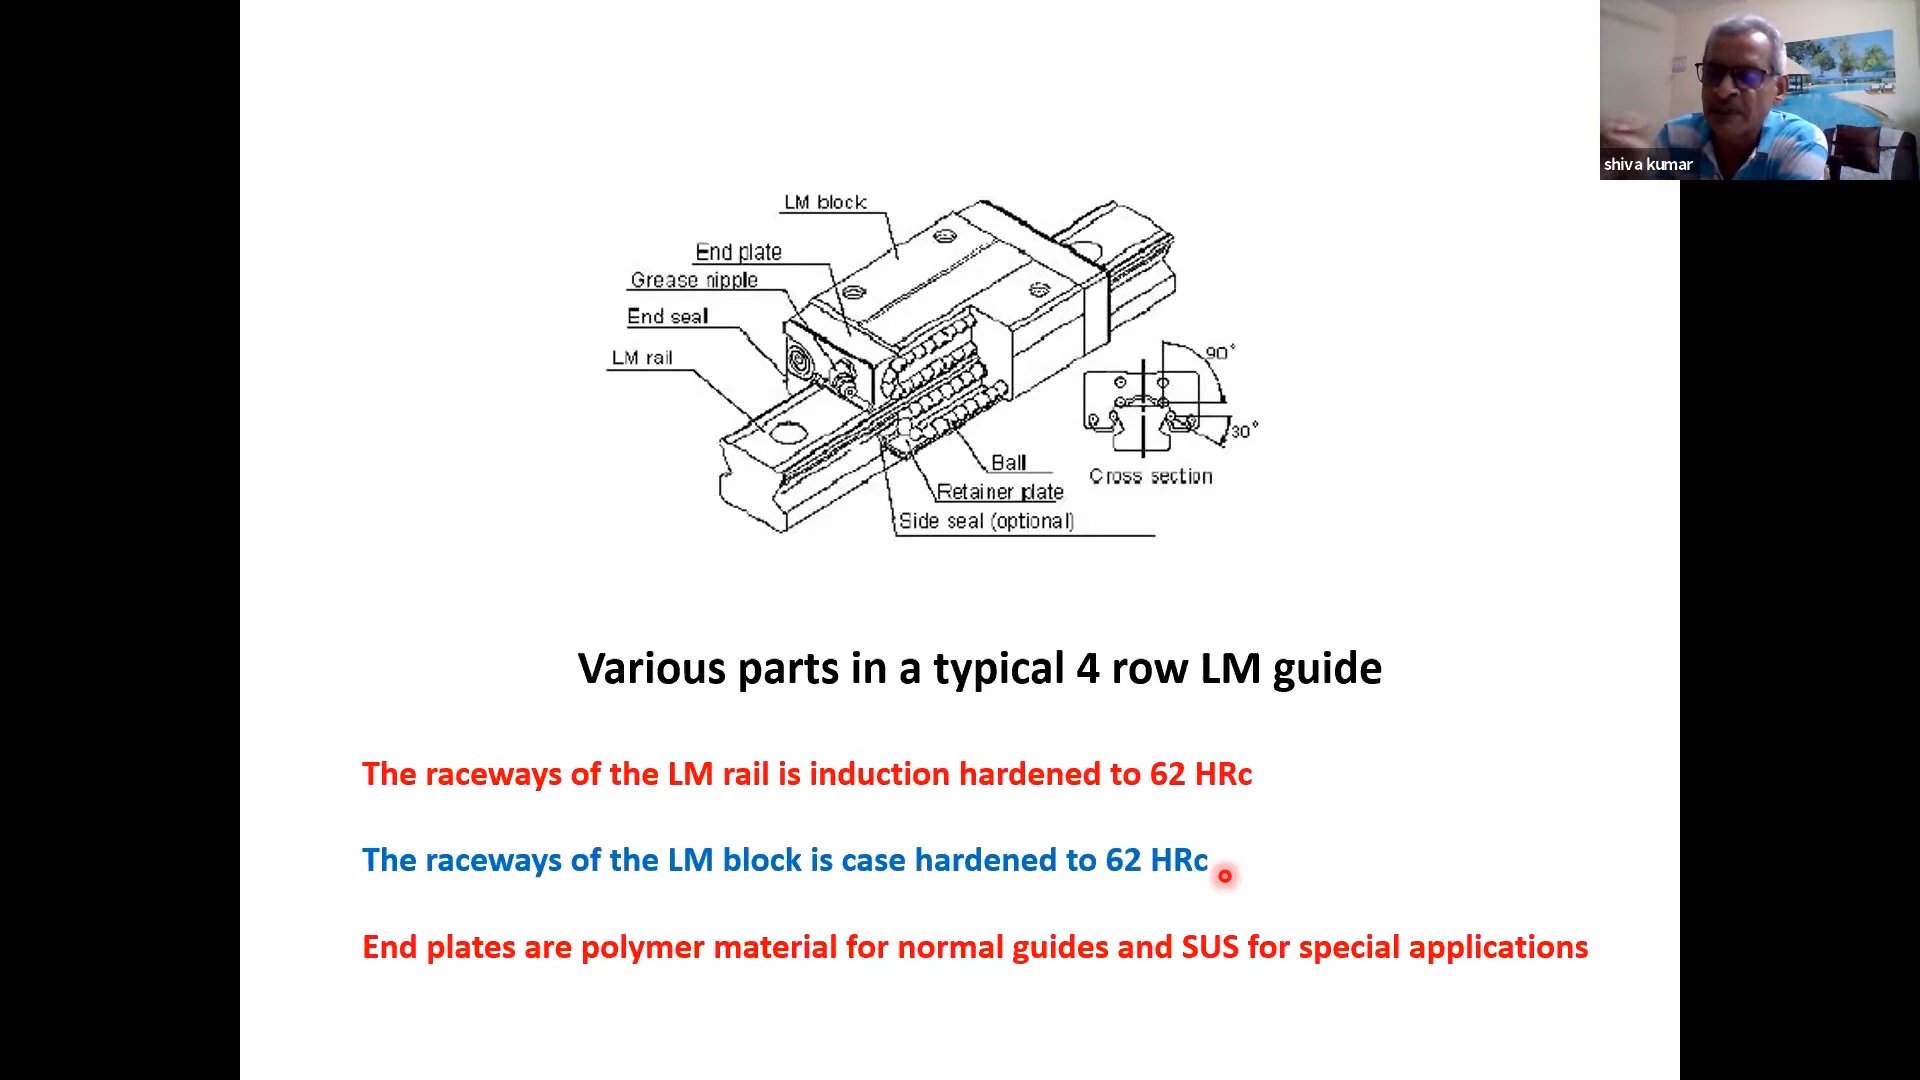 shiva kumar
LM block
End plate
Grease nipple
End seal
LM rail
90°
30°
Ball
Cross section
Retainer plate
Side seal (optional)
Various parts in a typical 4 row LM guide
The raceways of the LM rail is induction hardened to 62 HRc
The raceways of the LM block is case hardened to 62 HRc
End plates are polymer material for normal guides and SUS for special applications